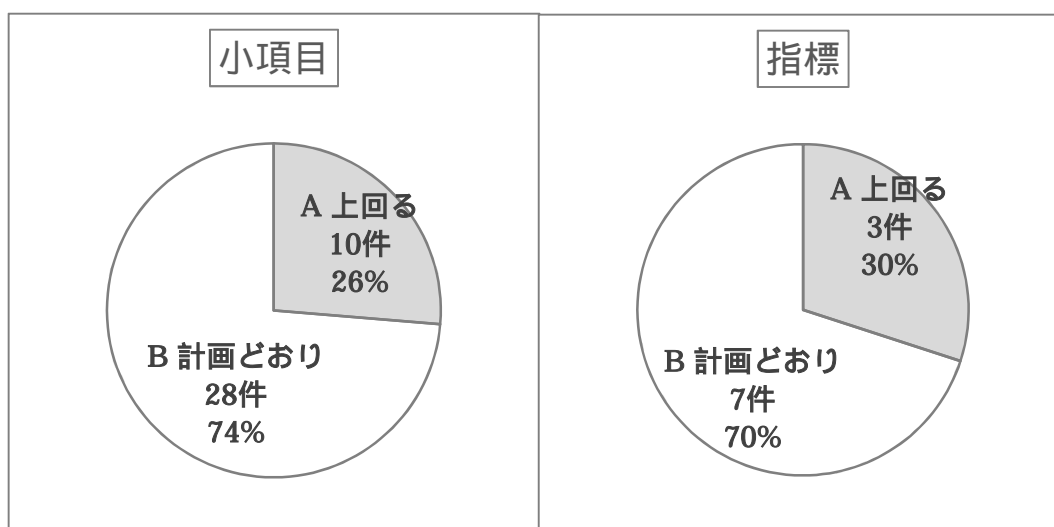 小項目
A 上回る
10件
26%
B 計画どおり
28件
74%
指標
A 上回る
3件
30%
B 計画どおり
7件
70%